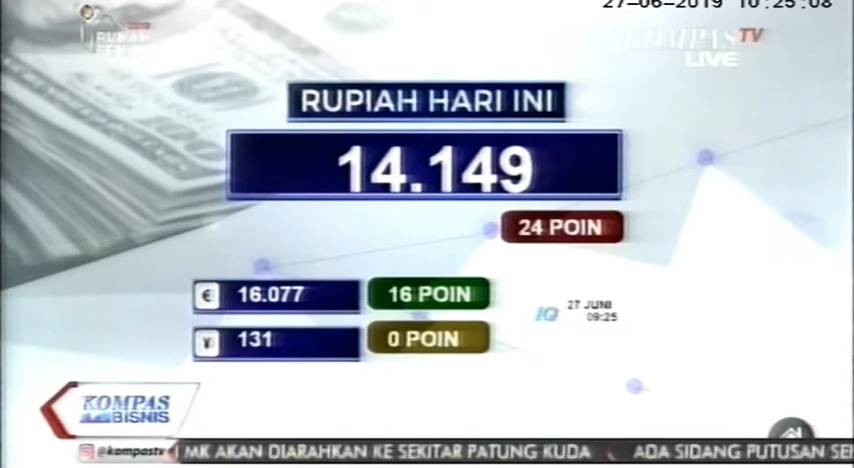 27-06-2019 10:25:08
KOMPAS TV
LIVE
RUPIAH HARI INI
14.149
24 POIN
€ 16.077 16 POIN
¥ 131 0 POIN
IQ 27 JUNI
09:25
KOMPAS
BISNIS
@kompastv MK AKAN DIARAHKAN KE SEKITAR PATUNG KUDA ADA SIDANG PUTUSAN SE